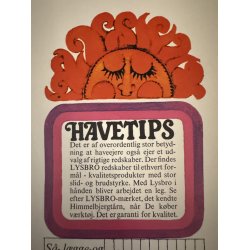 HAVETIPS
Det er af overordentlig stor betyd-
ning at haveejere også ejer et ud-
valg af rigtige redskaber. Der findes
LYSBRO redskaber til ethvert for-
mål - kvalitetsprodukter med stor
slid- og brudstyrke. Med Lysbro i
hånden bliver arbejdet en leg. Se
efter LYSBRO-mærket, det kendte
Himmelbjergtårn, når De køber
værktøj. Det er garanti for kvalitet.